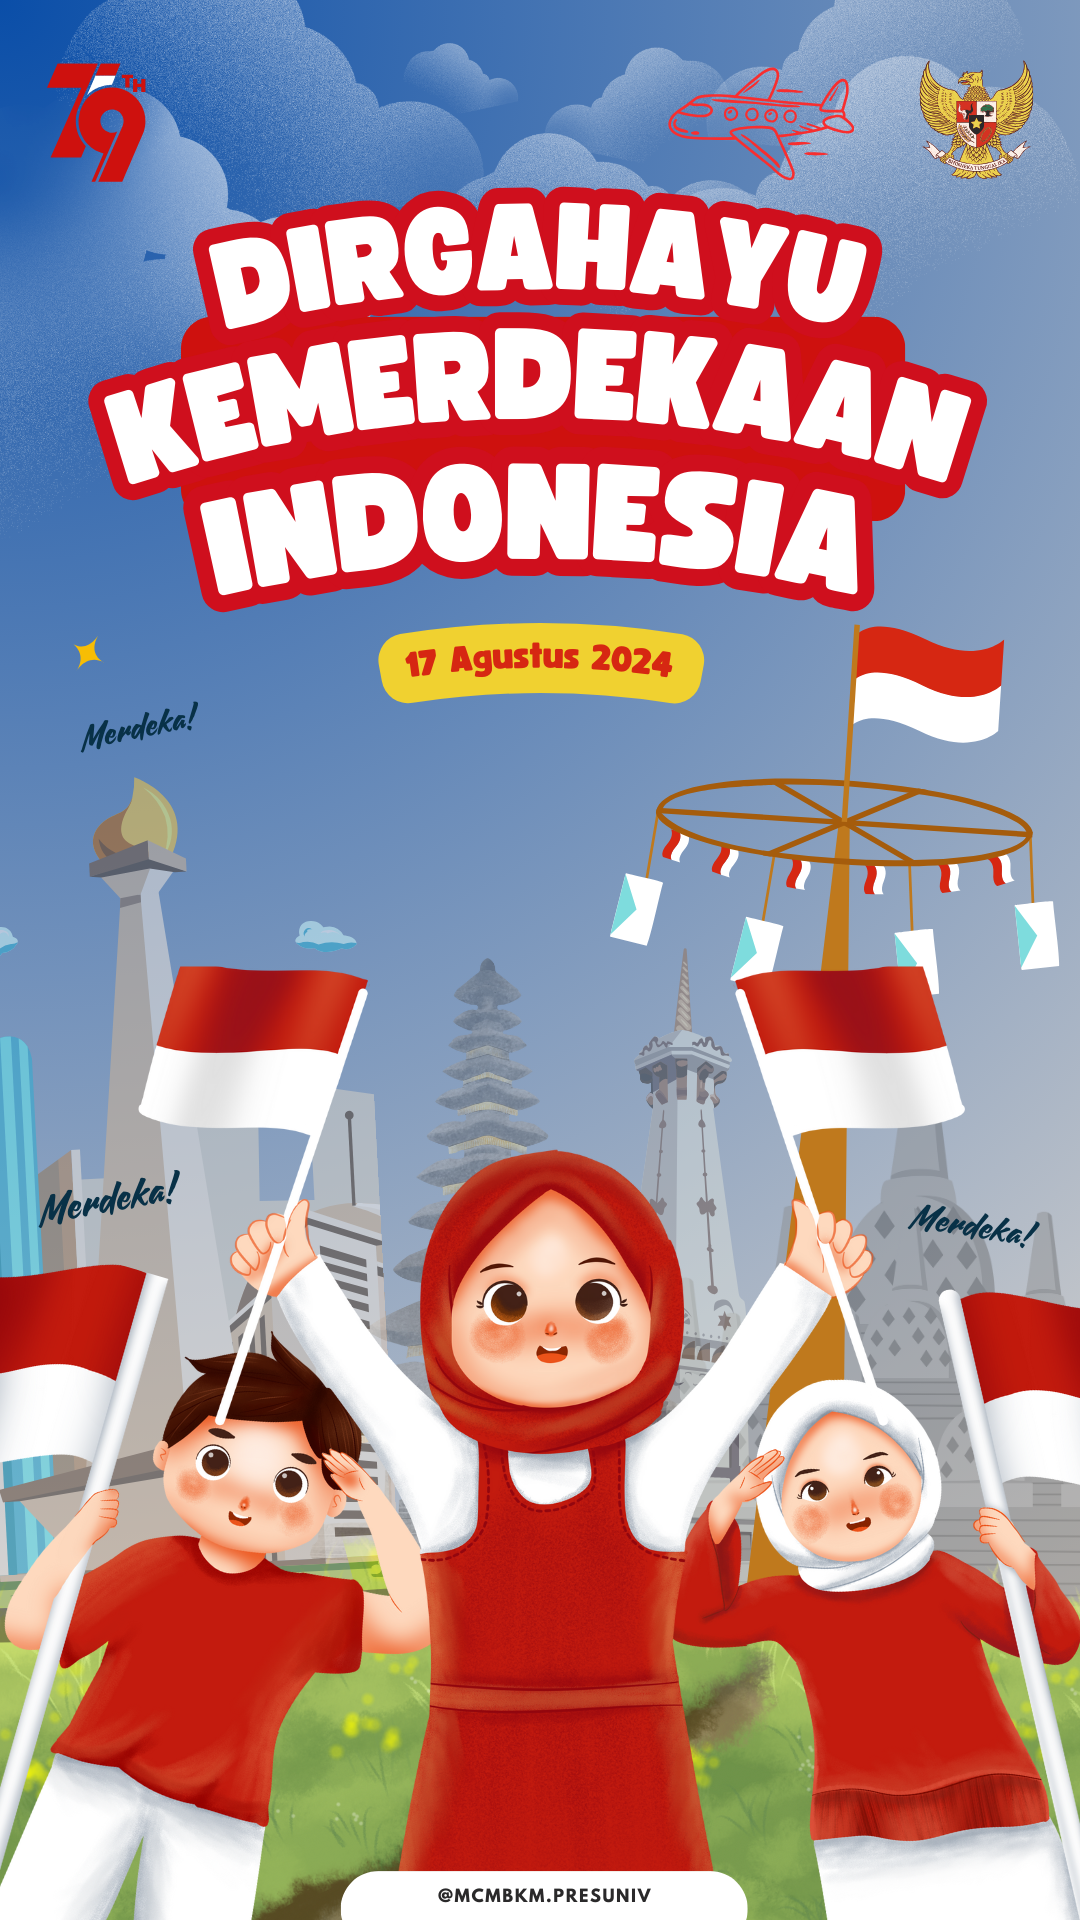 79TH
DIRGAHAYU
KEMERDEKAAN
INDONESIA
17 Agustus 2024
Merdeka!
Merdeka!
Merdeka!
@MCMBKM.PRESUNIV